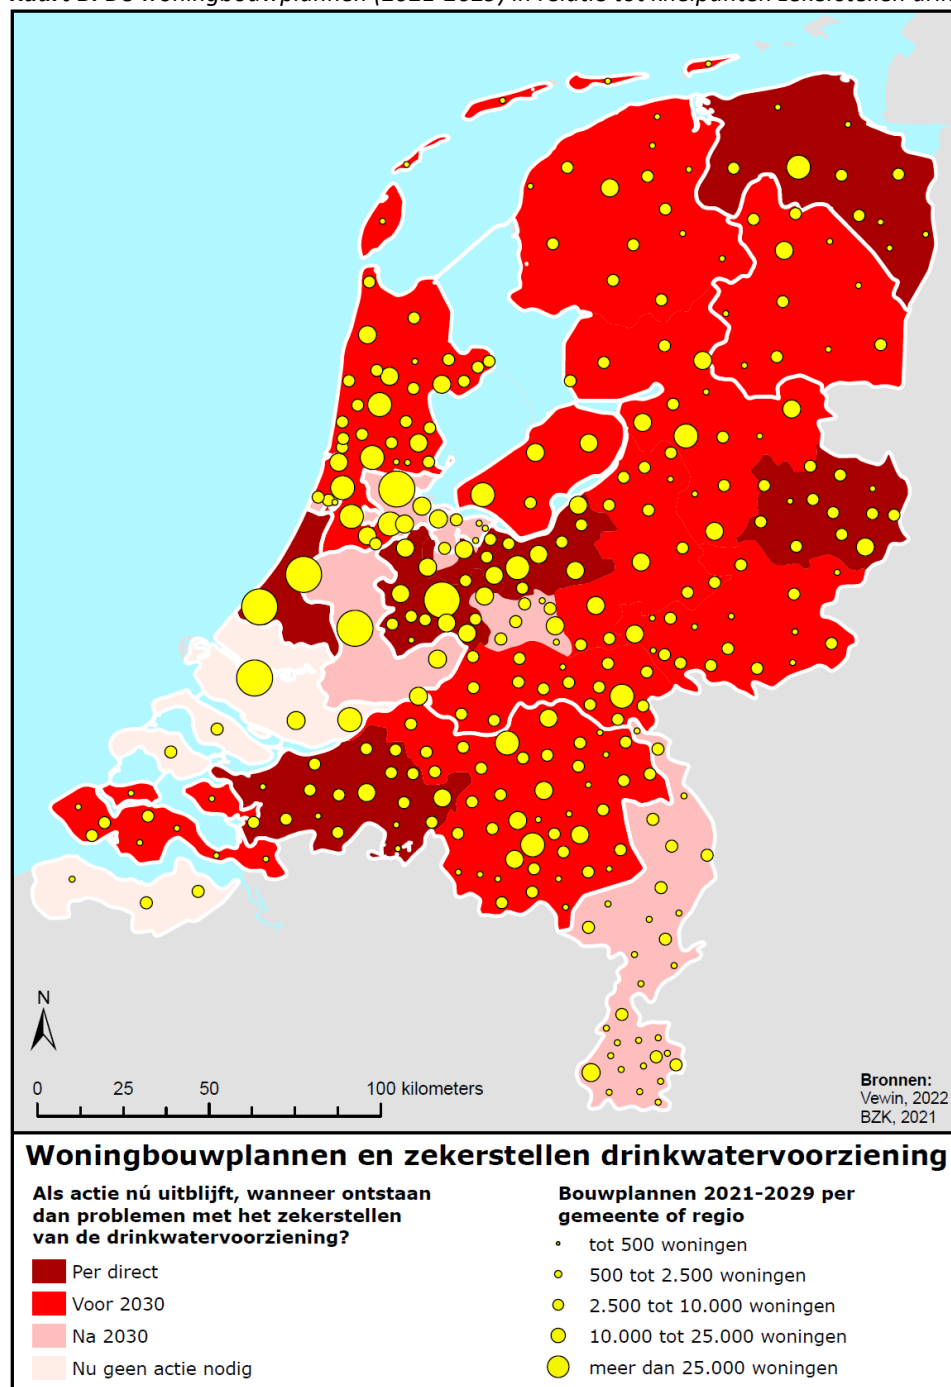 N
0 25 50 100 kilometers
Bronnen:
Vewin, 2022
BZK, 2021
Woningbouwplannen en zekerstellen drinkwatervoorziening
Als actie nú uitblijft, wanneer ontstaan
dan problemen met het zekerstellen
van de drinkwatervoorziening?
Per direct
Voor 2030
Na 2030
Nu geen actie nodig
Bouwplannen 2021-2029 per
gemeente of regio
tot 500 woningen
500 tot 2.500 woningen
2.500 tot 10.000 woningen
10.000 tot 25.000 woningen
meer dan 25.000 woningen